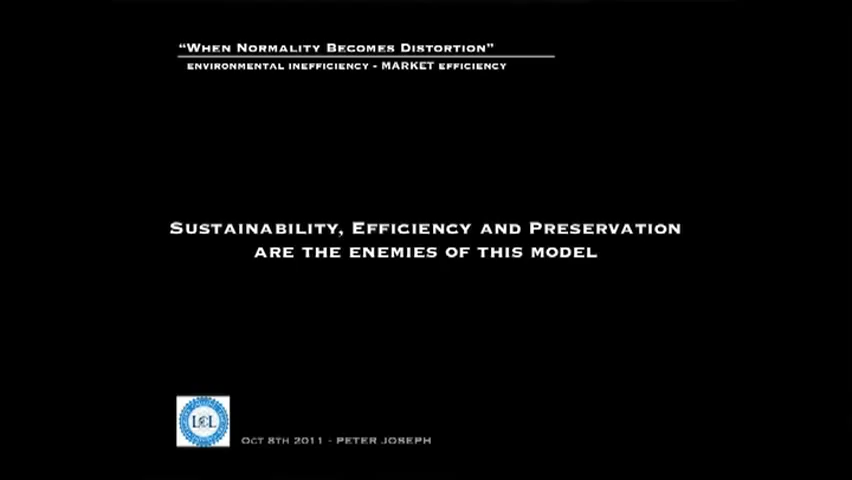 “When Normality Becomes Distortion”
environmental inefficiency - MARKET efficiency
Sustainability, Efficiency and Preservation
are the enemies of this model
LCL
Oct 8th 2011 - Peter Joseph